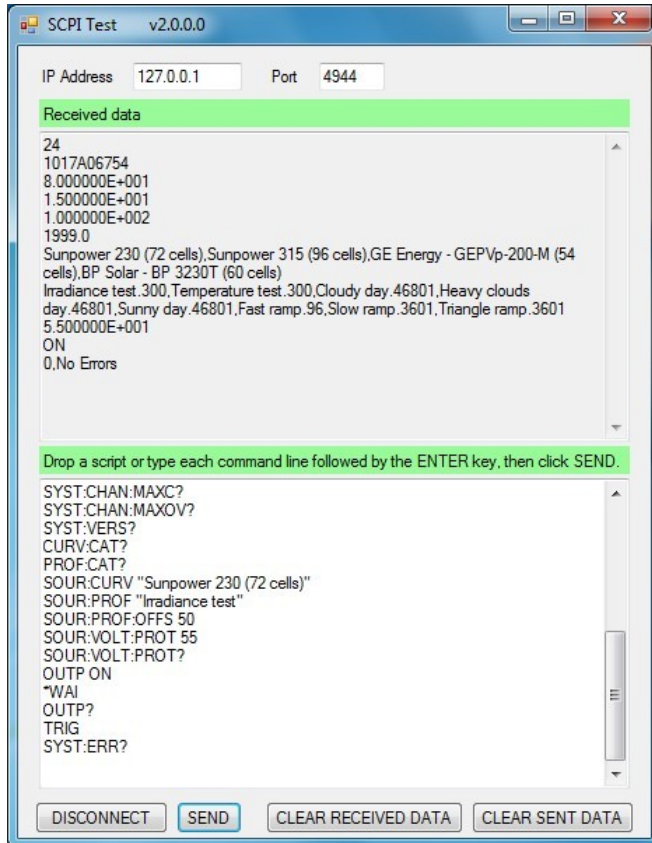 SCPI Test v2.0.0.0
IP Address 127.0.0.1 Port 4944
Received data
24
1017A06754
8.000000E+001
1.500000E+001
1.000000E+002
1999.0
Sunpower 230 (72 cells),Sunpower 315 (96 cells),GE Energy - GEPVp-200-M (54
cells),BP Solar - BP 3230T (60 cells)
Irradiance test.300,Temperature test.300,Cloudy day.46801,Heavy clouds
day.46801,Sunny day.46801,Fast ramp.96,Slow ramp.3601,Triangle ramp.3601
5.500000E+001
ON
0,No Errors
Drop a script or type each command line followed by the ENTER key, then click SEND.
SYST:CHAN:MAXC?
SYST:CHAN:MAXOV?
SYST:VERS?
CURV:CAT?
PROF:CAT?
SOUR:CURV "Sunpower 230 (72 cells)"
SOUR:PROF "Irradiance test"
SOUR:PROF:OFFS 50
SOUR:VOLT:PROT 55
SOUR:VOLT:PROT?
OUTP ON
*WAI
OUTP?
TRIG
SYST:ERR?
DISCONNECT SEND CLEAR RECEIVED DATA CLEAR SENT DATA